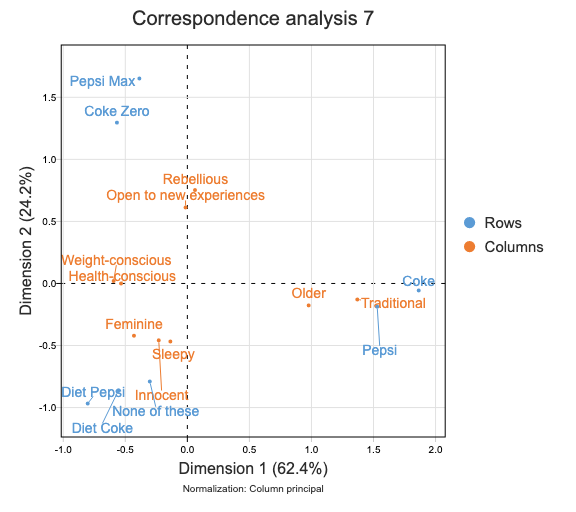 Correspondence analysis 7
Pepsi Max
1.5
Coke Zero
1.0
Rebellious
Open to new experiences
0.5
Rows
Columns
Weight-conscious
Health-conscious
0.0
Coke
Older
Traditional
Feminine
-0.5
Sleepy
Pepsi
Diet Pepsi
Innocent
-1.0
None of these
Diet Coke
-1.0 -0.5 0.0 0.5 1.0 1.5 2.0
Dimension 2 (24.2%)
Dimension 1 (62.4%)
Normalization: Column principal